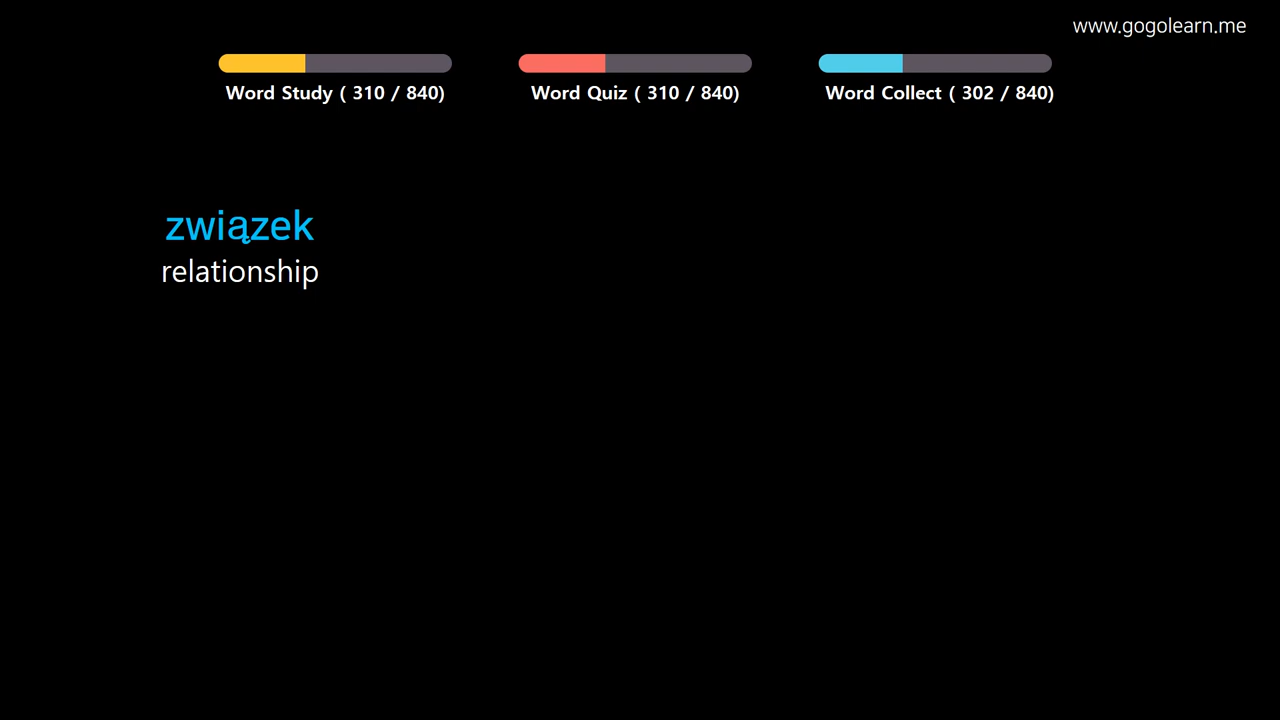 www.gogolearn.me
Word Study ( 310 / 840)
Word Quiz ( 310 / 840)
Word Collect ( 302 / 840)
związek
relationship